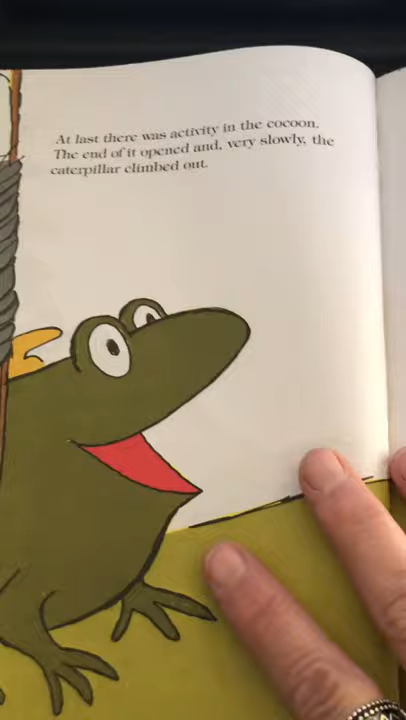 At last there was activity in the cocoon.
The end of it opened and, very slowly, the
caterpillar climbed out.